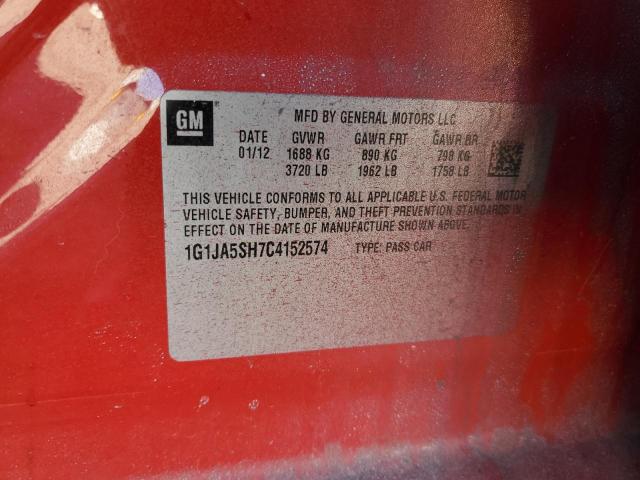 GM
MFD BY GENERAL MOTORS LLC
DATE GVWR GAWR FRT GAWR RR
01/12 1688 KG 890 KG 798 KG
3720 LB 1962 LB 1758 LB
THIS VEHICLE CONFORMS TO ALL APPLICABLE U.S. FEDERAL MOTOR
VEHICLE SAFETY, BUMPER, AND THEFT PREVENTION STANDARDS IN
EFFECT ON THE DATE OF MANUFACTURE SHOWN ABOVE.
1G1JA5SH7C4152574 TYPE: PASS CAR